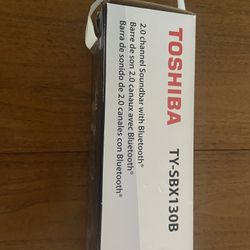 TOSHIBA
TY-SBX130B
2.0 channel Soundbar with Bluetooth®
Barre de son 2.0 canaux avec Bluetooth®
Barra de sonido de 2.0 canales con Bluetooth®